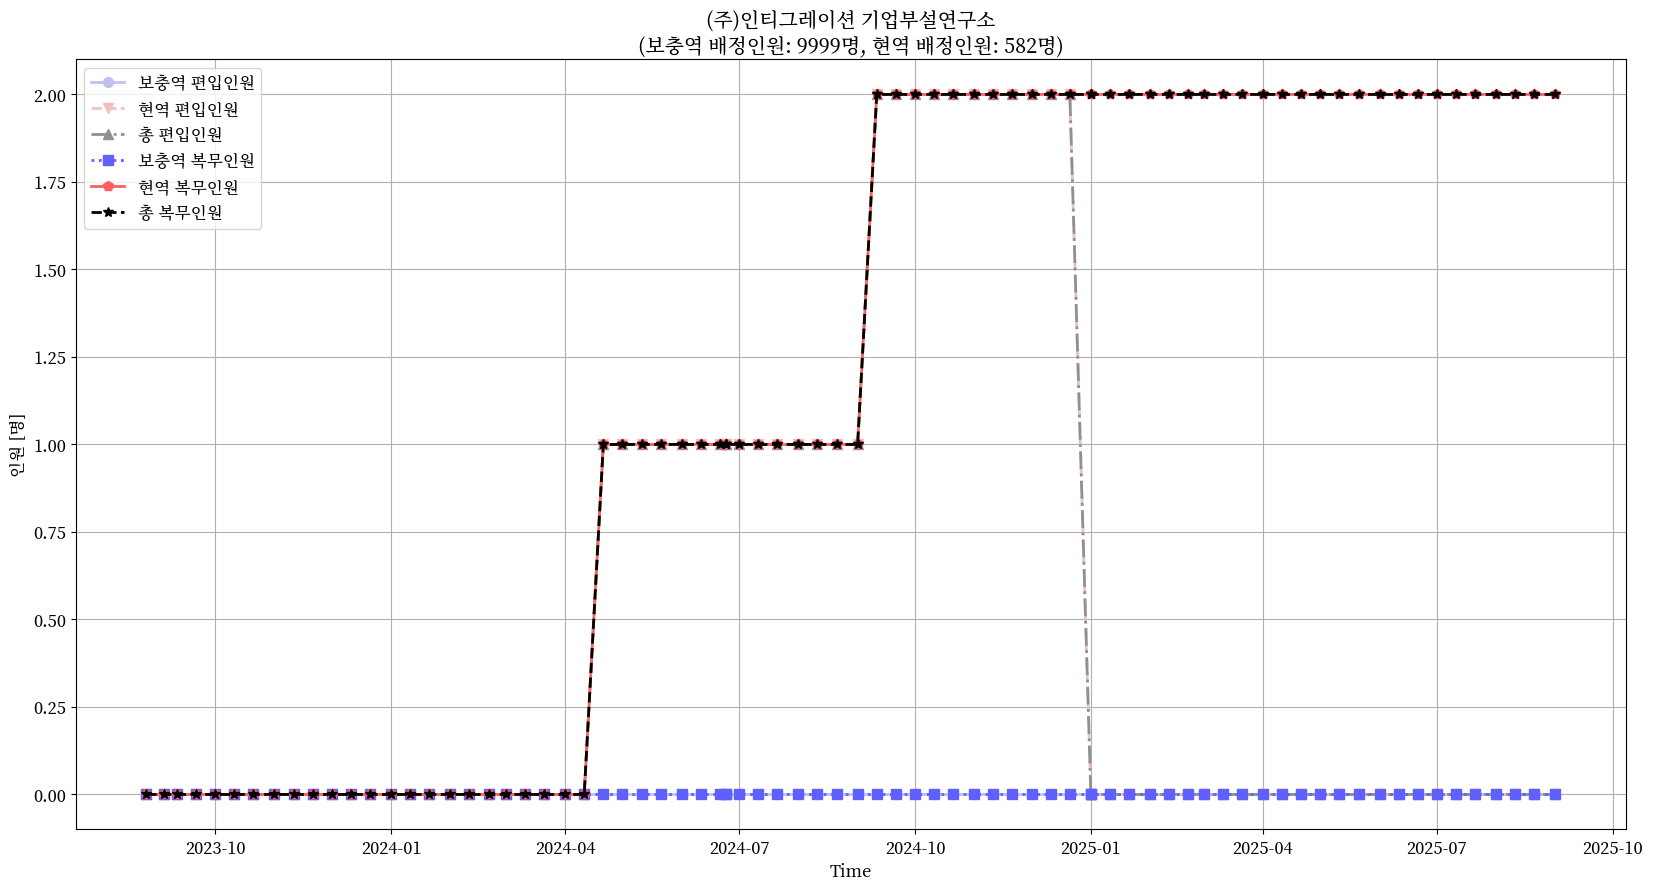 (주)인티그레이션 기업부설연구소
(보충역 배정인원: 9999명, 현역 배정인원: 582명)
보충역 편입인원
현역 편입인원
총 편입인원
보충역 복무인원
현역 복무인원
총 복무인원
2.00
1.75
1.50
1.25
1.00
0.75
0.50
0.25
0.00
인원 [명]
2023-10
2024-01
2024-04
2024-07
2024-10
2025-01
2025-04
2025-07
2025-10
Time